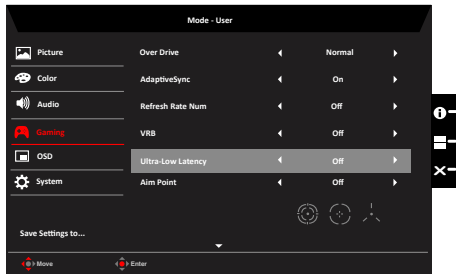 Mode - User
Picture
Over Drive Normal
Color
AdaptiveSync On
Audio
Refresh Rate Num Off
Gaming
VRB Off
OSD
Ultra-Low Latency Off
System
Aim Point Off
Save Settings to...
Move Enter